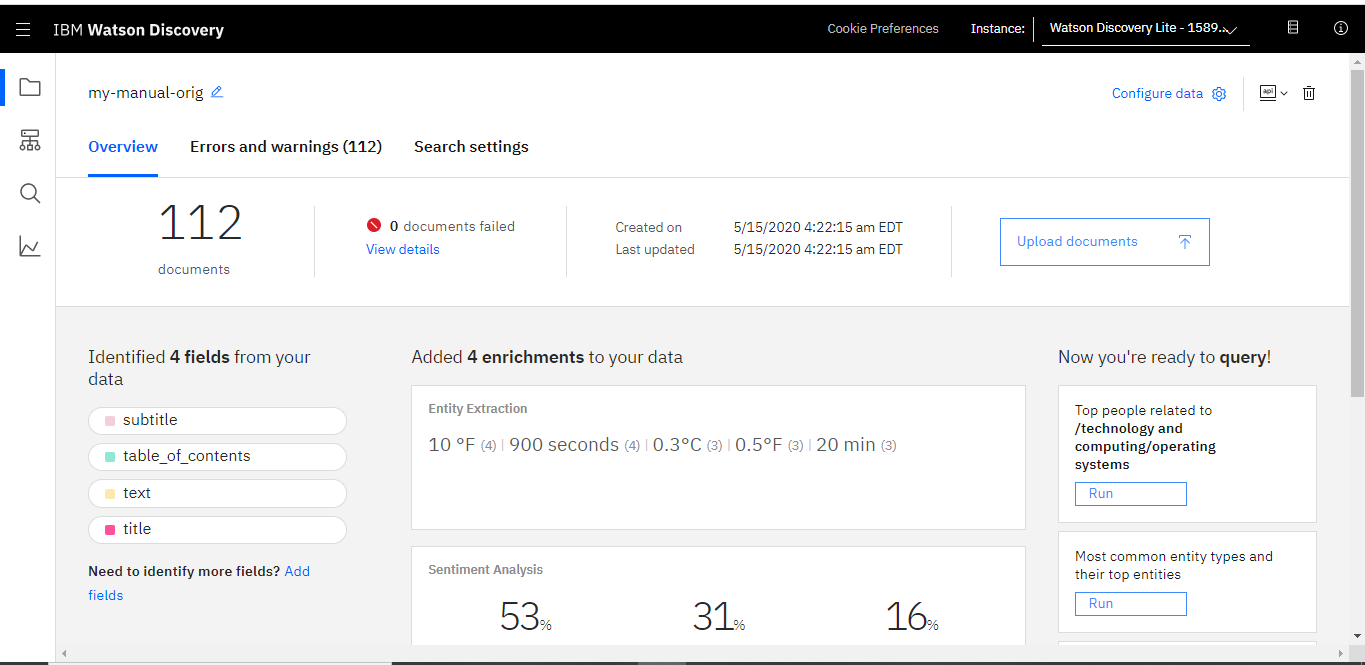 IBM Watson Discovery
Cookie Preferences
Instance:
Watson Discovery Lite - 1589...
my-manual-orig
Configure data
api
Overview
Errors and warnings (112)
Search settings
112
documents
0 documents failed
View details
Created on 5/15/2020 4:22:15 am EDT
Last updated 5/15/2020 4:22:15 am EDT
Upload documents
Identified 4 fields from your
data
subtitle
table_of_contents
text
title
Need to identify more fields? Add
fields
Added 4 enrichments to your data
Entity Extraction
10 °F (4) | 900 seconds (4) | 0.3°C (3) | 0.5°F (3) | 20 min (3)
Sentiment Analysis
53% 31% 16%
Now you're ready to query!
Top people related to
/technology and
computing/operating
systems
Run
Most common entity types and
their top entities
Run